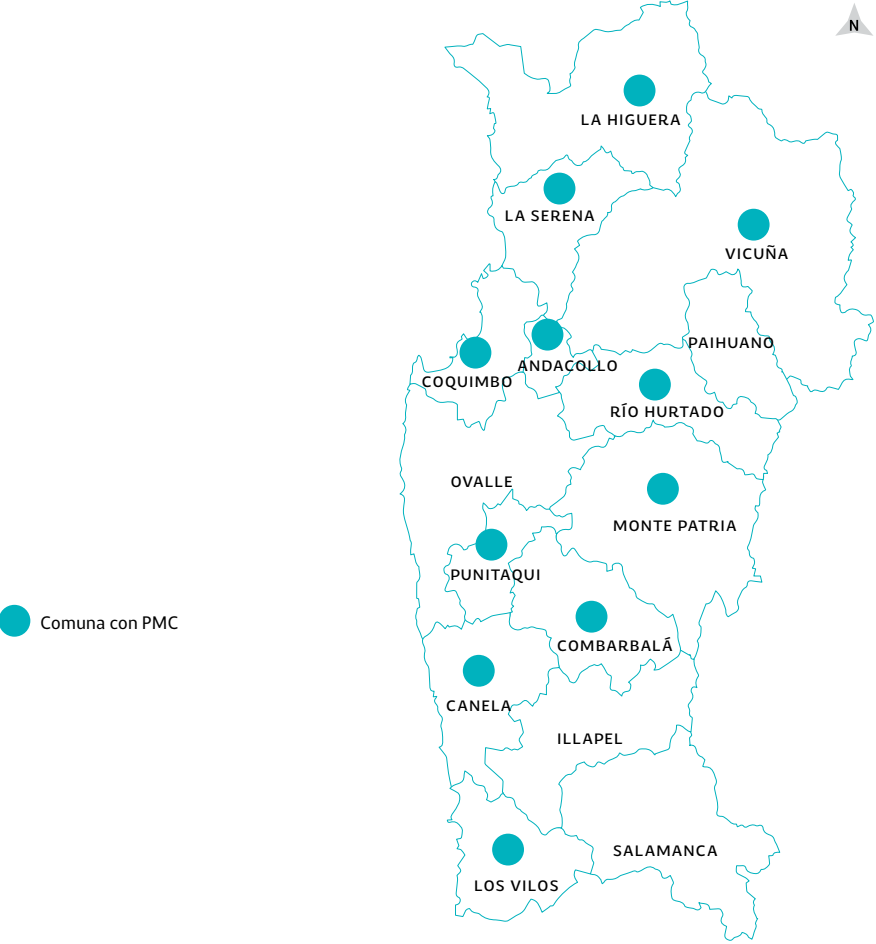 N
LA HIGUERA
LA SERENA
VICUÑA
PAIHUANO
ANDACOLLO
COQUIMBO
RÍO HURTADO
OVALLE
MONTE PATRIA
PUNITAQUI
Comuna con PMC
COMBARBALÁ
CANELA
ILLAPEL
SALAMANCA
LOS VILOS